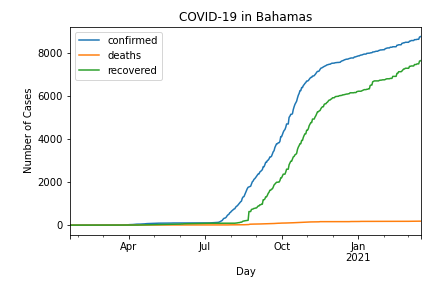 COVID-19 in Bahamas
confirmed
deaths
recovered
Number of Cases
8000
6000
4000
2000
0
Apr
Jul
Oct
Jan
2021
Day